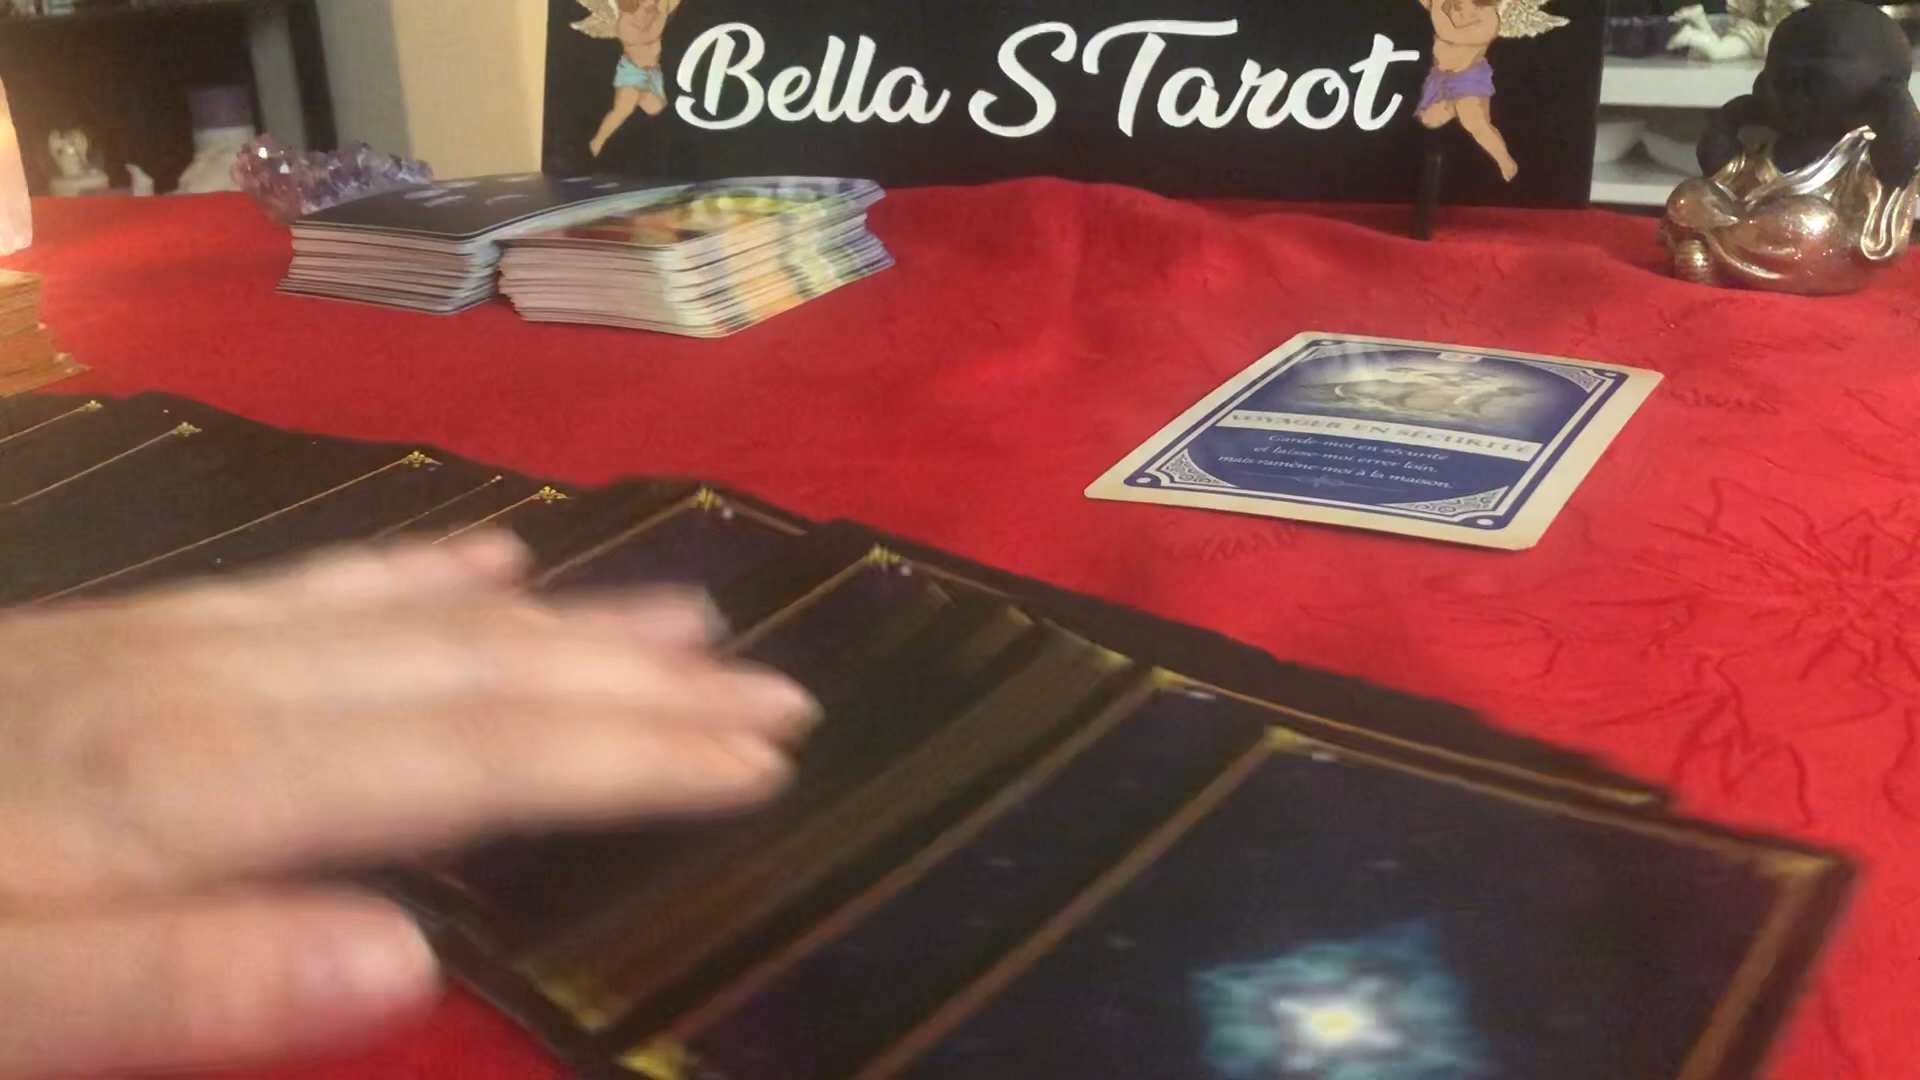 Bella S Tarot
VOYAGER EN SÉCURITÉ
Garde-moi en sécurité
et laisse-moi errer loin,
mais ramène-moi à la maison.